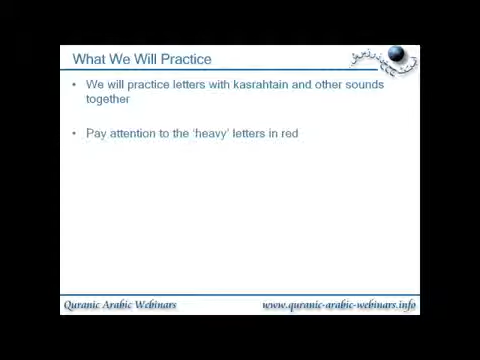 What We Will Practice
• We will practice letters with kasrahtain and other sounds
together
• Pay attention to the ‘heavy’ letters in red
Quranic Arabic Webinars
www.quranic-arabic-webinars.info